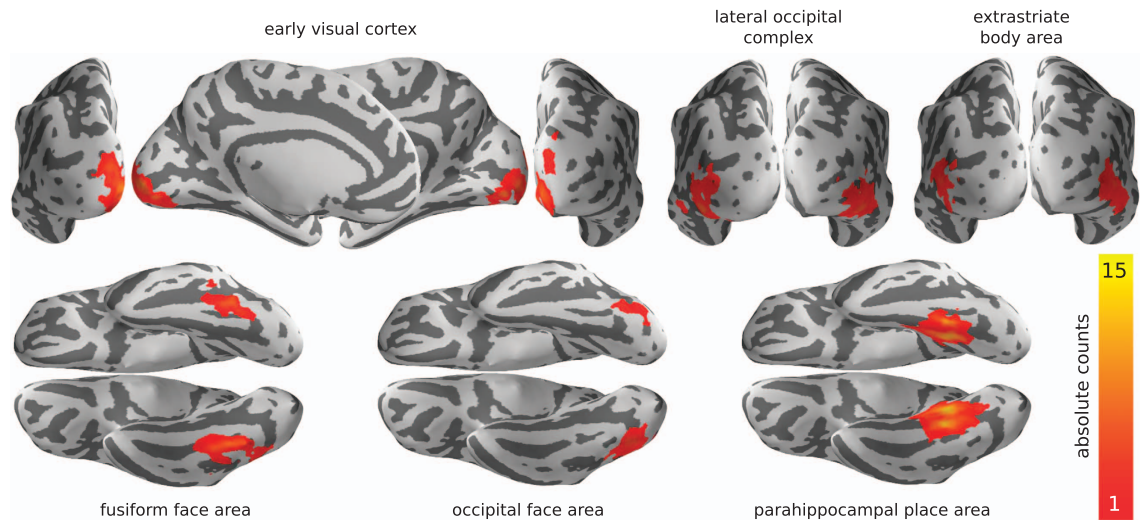 early visual cortex
lateral occipital
complex
extrastriate
body area
15
absolute counts
1
fusiform face area
occipital face area
parahippocampal place area